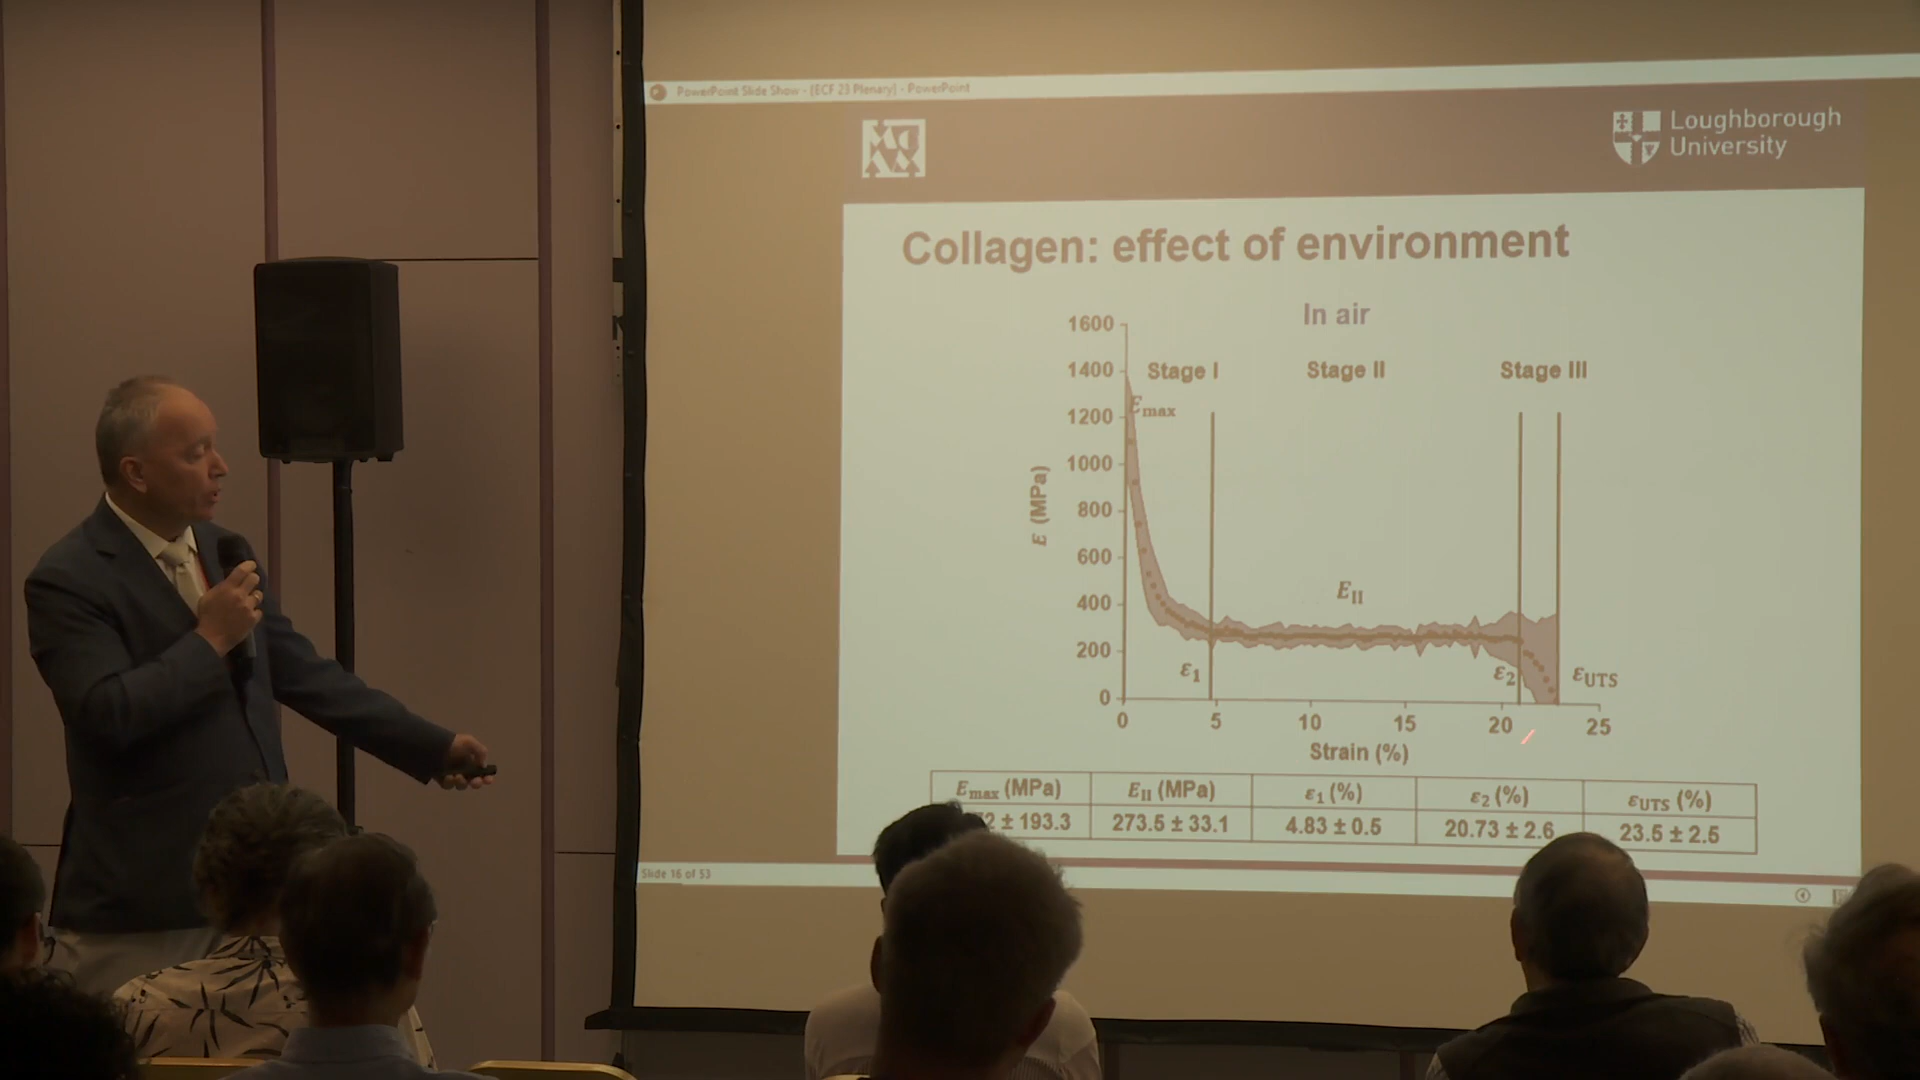 PowerPoint Slide Show - [ECF 23 Plenary] - PowerPoint
Loughborough
University
Collagen: effect of environment
In air
Stage I Stage II Stage III
1600
1400
1200
1000
800
600
400
200
0
E (MPa)
Emax
EII
ε1
ε2
εUTS
0 5 10 15 20 25
Strain (%)
Emax (MPa) EII (MPa) ε1 (%) ε2 (%) εUTS (%)
2 ± 193.3 273.5 ± 33.1 4.83 ± 0.5 20.73 ± 2.6 23.5 ± 2.5
Slide 16 of 53